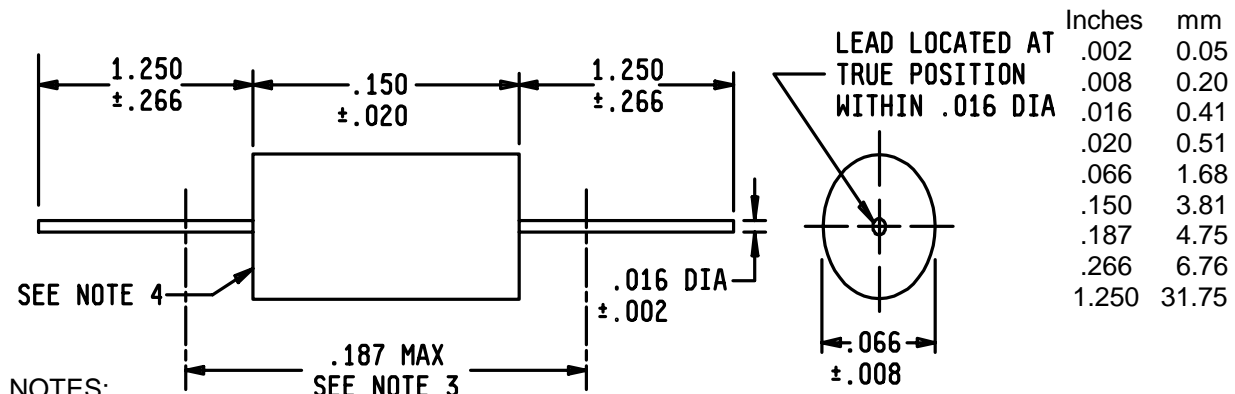 Inches mm
.002 0.05
.008 0.20
.016 0.41
.020 0.51
.066 1.68
.150 3.81
.187 4.75
.266 6.76
1.250 31.75
1.250
±.266
.150
±.020
1.250
±.266
LEAD LOCATED AT
TRUE POSITION
WITHIN .016 DIA
SEE NOTE 4
.016 DIA
±.002
.187 MAX
SEE NOTE 3
.066
±.008
NOTES: